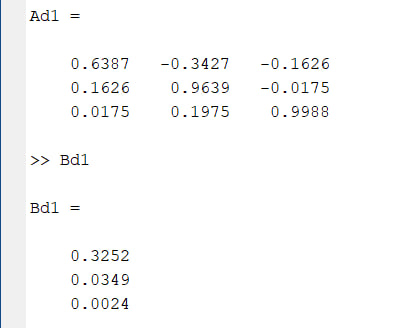 Ad1 =
0.6387 -0.3427 -0.1626
0.1626 0.9639 -0.0175
0.0175 0.1975 0.9988
>> Bd1
Bd1 =
0.3252
0.0349
0.0024